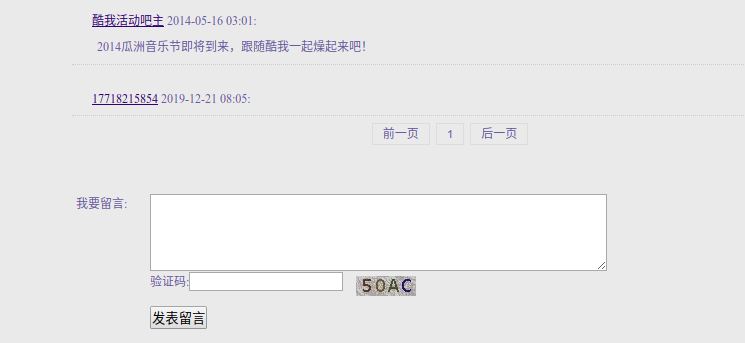 酷我活动吧主 2014-05-16 03:01:
2014瓜洲音乐节即将到来，跟随酷我一起燥起来吧！
17718215854 2019-12-21 08:05:
前一页 1 后一页
我要留言:
验证码: 50AC
发表留言